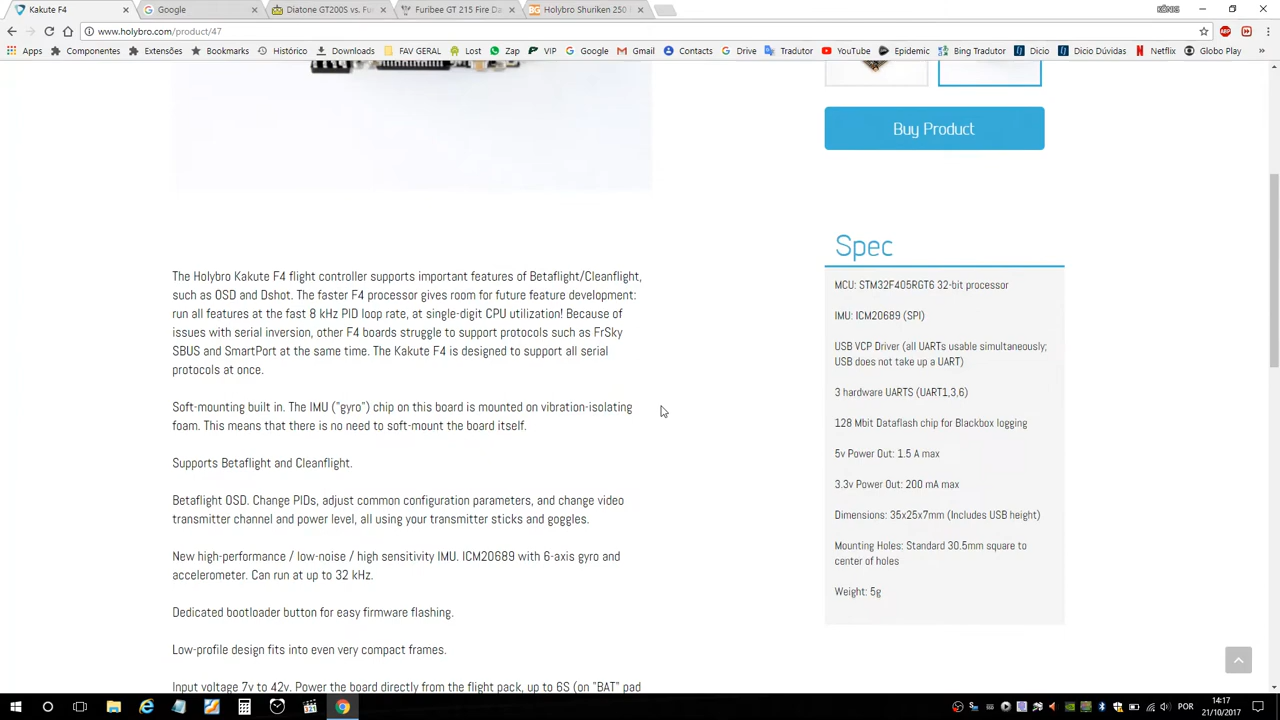 Kakute F4
Google
Diatone GT200S vs. Fu
Furibee GT 215 Fire Da
Holybro Shuriken 250 F
KÖNIG
www.holybro.com/product/47
Apps Componentes Extensões Bookmarks Histórico Downloads FAV GERAL Lost Zap VIP Google Gmail Contacts Drive Tradutor YouTube Epidemic Bing Tradutor Dicio Dicio Dúvidas Netflix Globo Play
Buy Product
The Holybro Kakute F4 flight controller supports important features of Betaflight/Cleanflight,
such as OSD and Dshot. The faster F4 processor gives room for future feature development:
run all features at the fast 8 kHz PID loop rate, at single-digit CPU utilization! Because of
issues with serial inversion, other F4 boards struggle to support protocols such as FrSky
SBUS and SmartPort at the same time. The Kakute F4 is designed to support all serial
protocols at once.
Soft-mounting built in. The IMU ("gyro") chip on this board is mounted on vibration-isolating
foam. This means that there is no need to soft-mount the board itself.
Supports Betaflight and Cleanflight.
Betaflight OSD. Change PIDs, adjust common configuration parameters, and change video
transmitter channel and power level, all using your transmitter sticks and goggles.
New high-performance / low-noise / high sensitivity IMU. ICM20689 with 6-axis gyro and
accelerometer. Can run at up to 32 kHz.
Dedicated bootloader button for easy firmware flashing.
Low-profile design fits into even very compact frames.
Input voltage 7v to 42v. Power the board directly from the flight pack, up to 6S (on "BAT" pad
Spec
MCU: STM32F405RGT6 32-bit processor
IMU: ICM20689 (SPI)
USB VCP Driver (all UARTs usable simultaneously;
USB does not take up a UART)
3 hardware UARTS (UART1,3,6)
128 Mbit Dataflash chip for Blackbox logging
5v Power Out: 1.5 A max
3.3v Power Out: 200 mA max
Dimensions: 35x25x7mm (Includes USB height)
Mounting Holes: Standard 30.5mm square to
center of holes
Weight: 5g
POR
14:17
21/10/2017